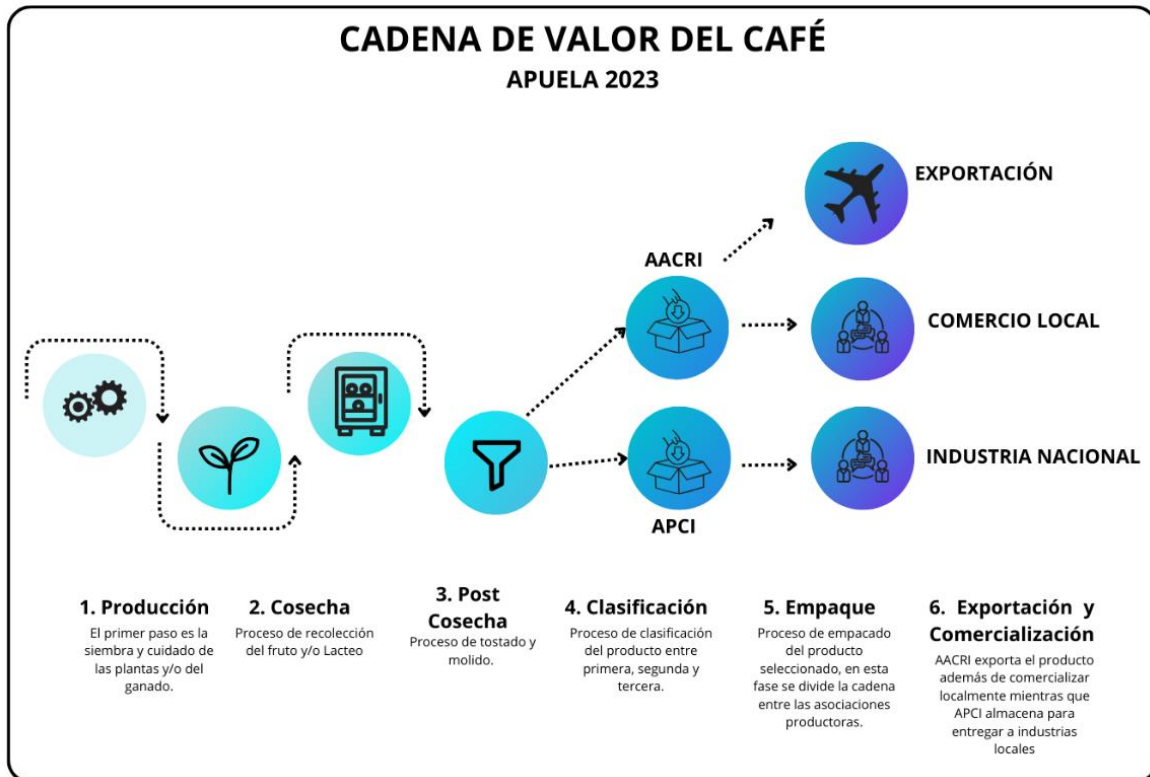 CADENA DE VALOR DEL CAFÉ
APUELA 2023
EXPORTACIÓN
AACRI
COMERCIO LOCAL
INDUSTRIA NACIONAL
APCI
1. Producción
El primer paso es la
siembra y cuidado de
las plantas y/o del
ganado.
2. Cosecha
Proceso de recolección
del fruto y/o Lacteo
3. Post
Cosecha
Proceso de tostado y
molido.
4. Clasificación
Proceso de clasificación
del producto entre
primera, segunda y
tercera.
5. Empaque
Proceso de empacado
del producto
seleccionado, en esta
fase se divide la cadena
entre las asociaciones
productoras.
6. Exportación y
Comercialización
AACRI exporta el producto
además de comercializar
localmente mientras que
APCI almacena para
entregar a industrias
locales